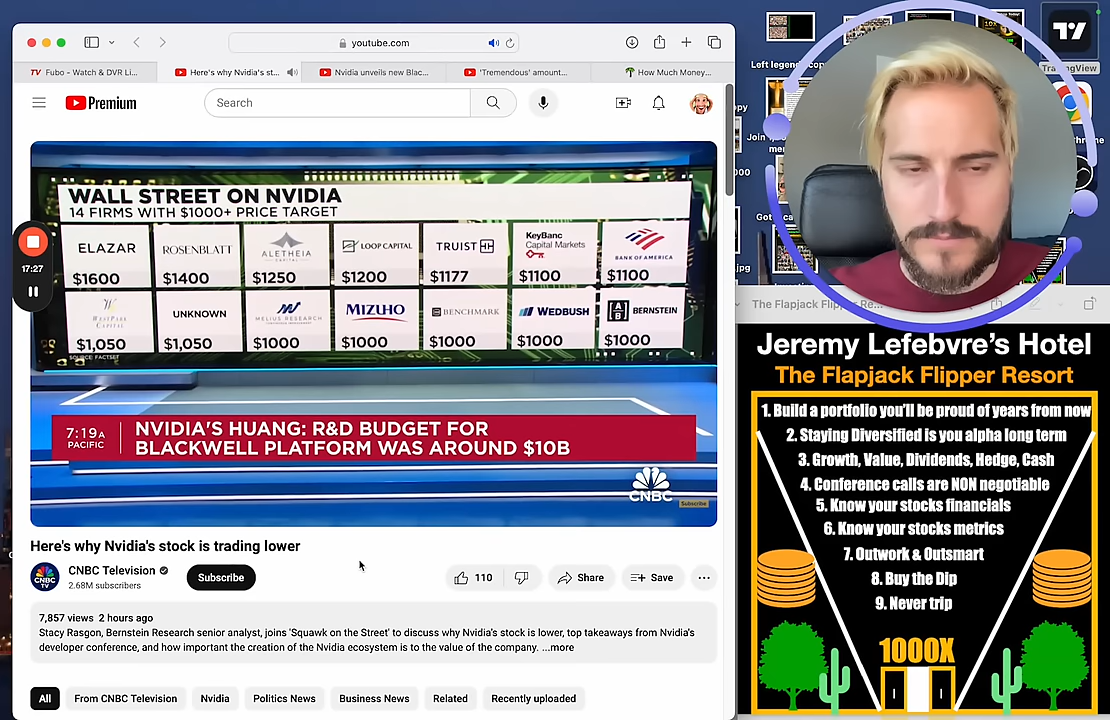 youtube.com
TV Fubo - Watch & DVR Li...
Here's why Nvidia's st...
Nvidia unveils new Blac...
'Tremendous' amount...
How Much Money...
Premium
Search
WALL STREET ON NVIDIA
14 FIRMS WITH $1000+ PRICE TARGET
ELAZAR
$1600
ROSENBLATT
$1400
ALETHEIA
CAPITAL
$1250
LOOP CAPITAL
$1200
TRUIST
$1177
KeyBanc
Capital Markets
$1100
BANK OF AMERICA
$1100
WESTPARK
CAPITAL
$1,050
UNKNOWN
$1,050
MELIUS RESEARCH
$1000
MIZUHO
$1000
BENCHMARK
$1000
WEDBUSH
$1000
BERNSTEIN
$1000
SOURCE: FACTSET
17:27
7:19A
PACIFIC
NVIDIA'S HUANG: R&D BUDGET FOR
BLACKWELL PLATFORM WAS AROUND $10B
CNBC
Subscribe
Here's why Nvidia's stock is trading lower
CNBC
TV
CNBC Television
2.68M subscribers
Subscribe
110
Share
Save
7,857 views 2 hours ago
Stacy Rasgon, Bernstein Research senior analyst, joins 'Squawk on the Street' to discuss why Nvidia's stock is lower, top takeaways from Nvidia's
developer conference, and how important the creation of the Nvidia ecosystem is to the value of the company. ...more
All
From CNBC Television
Nvidia
Politics News
Business News
Related
Recently uploaded
TradingView
The Flapjack Flipper Re...
Jeremy Lefebvre's Hotel
The Flapjack Flipper Resort
1. Build a portfolio you'll be proud of years from now
2. Staying Diversified is you alpha long term
3. Growth, Value, Dividends, Hedge, Cash
4. Conference calls are NON negotiable
5. Know your stocks financials
6. Know your stocks metrics
7. Outwork & Outsmart
8. Buy the Dip
9. Never trip
1000X